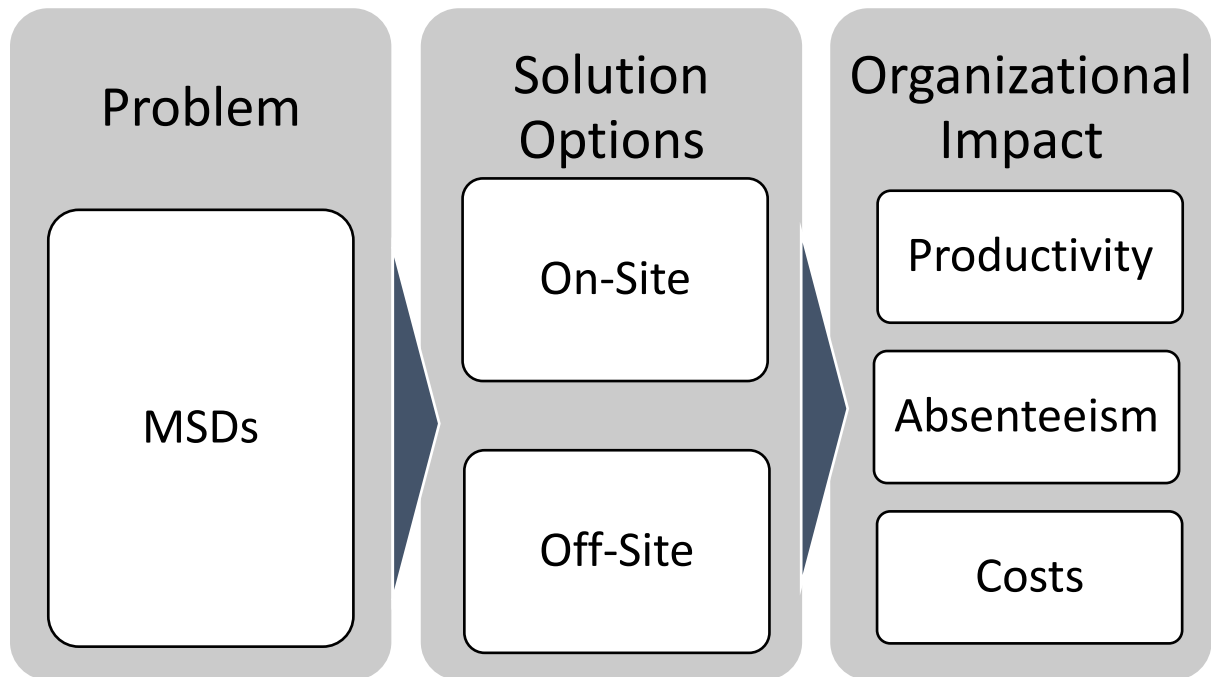 Problem
MSDs
Solution
Options
On-Site
Off-Site
Organizational
Impact
Productivity
Absenteeism
Costs